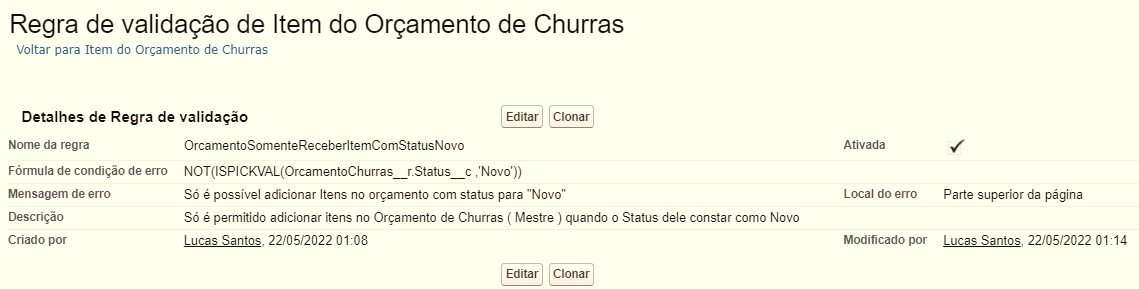 Regra de validação de Item do Orçamento de Churras
Voltar para Item do Orçamento de Churras
Detalhes de Regra de validação Editar Clonar
Nome da regra OrcamentoSomenteReceberItemComStatusNovo Ativada
Fórmula de condição de erro NOT(ISPICKVAL(OrcamentoChurras__r.Status__c ,'Novo'))
Mensagem de erro Só é possível adicionar Itens no orçamento com status para "Novo" Local do erro Parte superior da página
Descrição Só é permitido adicionar itens no Orçamento de Churras ( Mestre ) quando o Status dele constar como Novo
Criado por Lucas Santos, 22/05/2022 01:08 Modificado por Lucas Santos, 22/05/2022 01:14
Editar Clonar